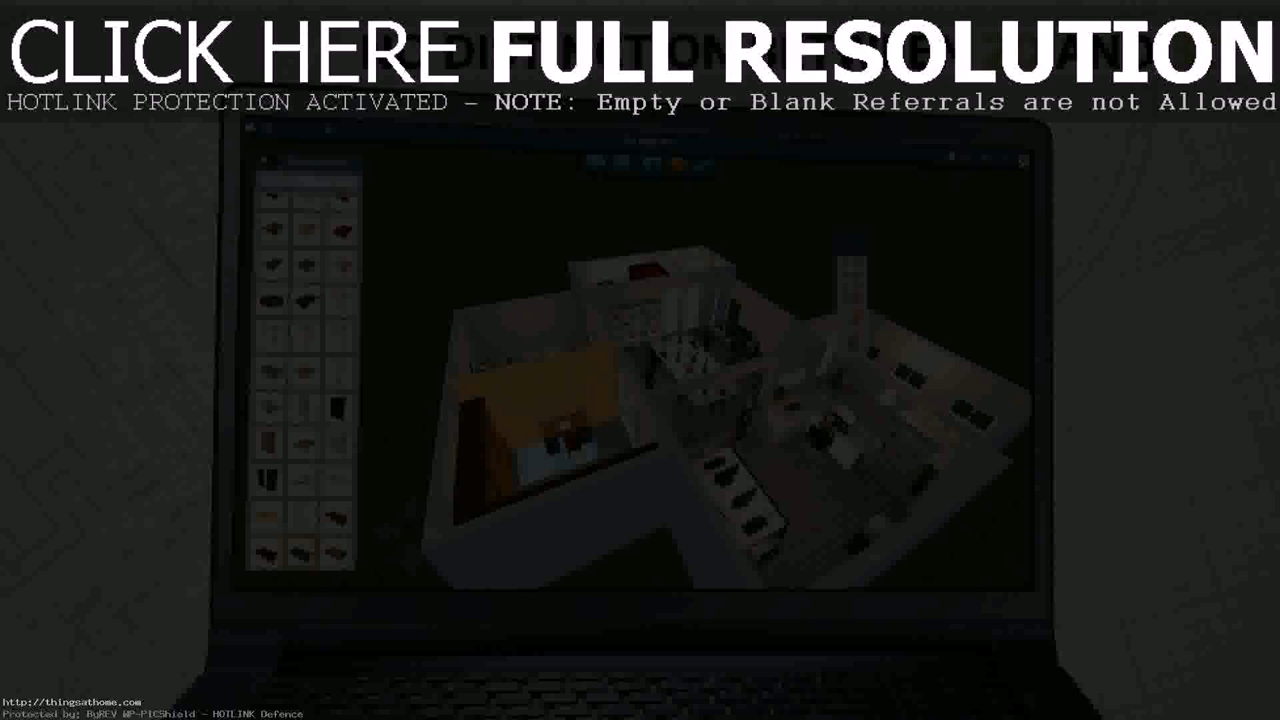 CLICK HERE FULL RESOLUTION
HOTLINK PROTECTION ACTIVATED – NOTE: Empty or Blank Referrals are not Allowed
http://thingsathome.com
Protected by: ByREV WP-PICShield – HOTLINK Defence